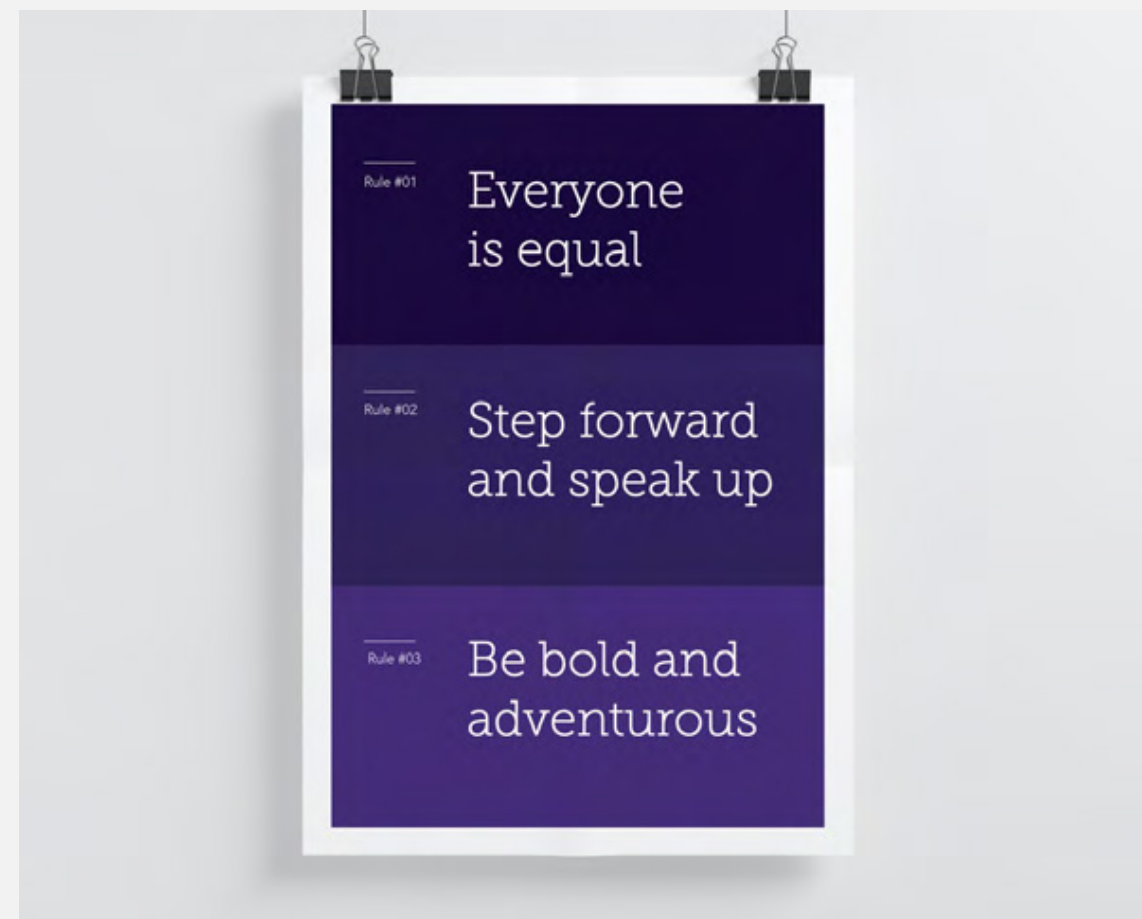 Rule #01
Everyone
is equal
Rule #02
Step forward
and speak up
Rule #03
Be bold and
adventurous